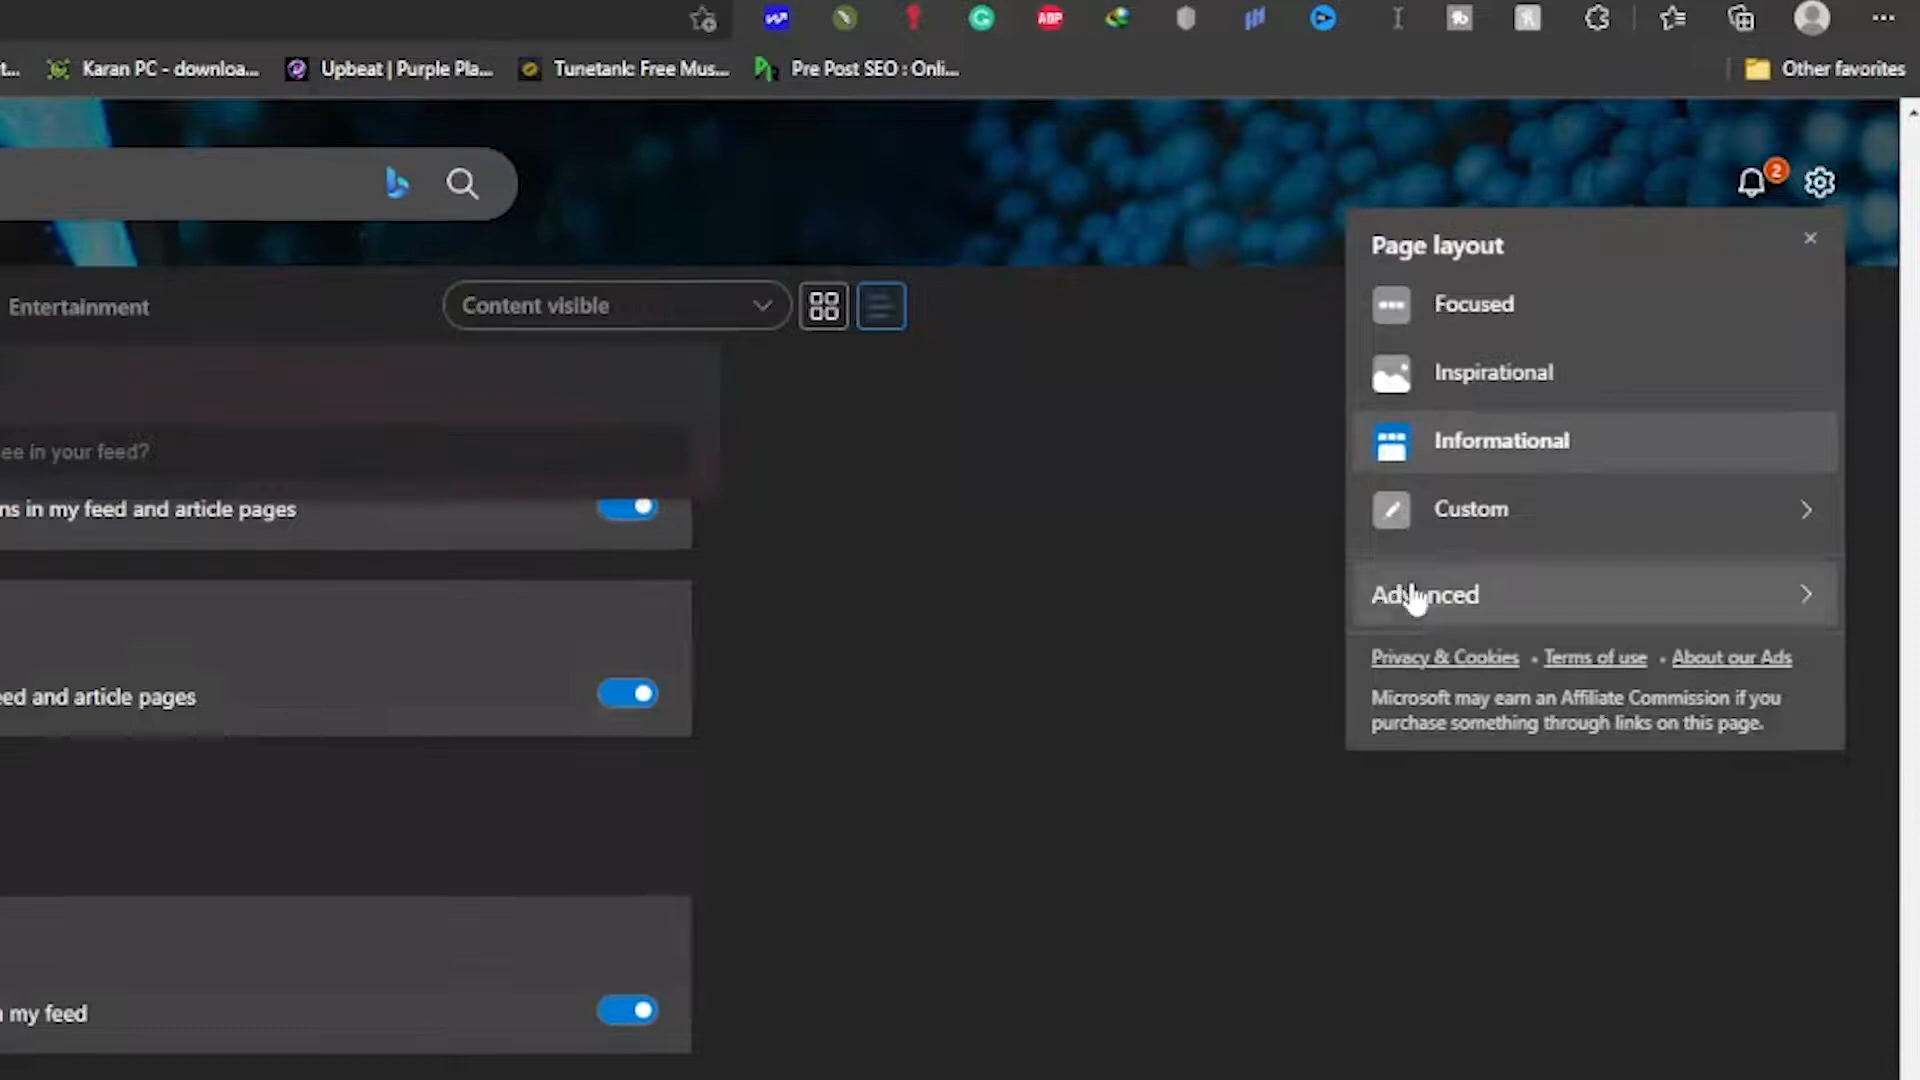 t...
Karan PC - downloa...
Upbeat | Purple Pla...
Tunetank: Free Mus...
Pre Post SEO : Onli...
Other favorites
ABP
2
Entertainment
Content visible
Page layout
Focused
Inspirational
Informational
Custom
Advanced
Privacy & Cookies • Terms of use • About our Ads
Microsoft may earn an Affiliate Commission if you
purchase something through links on this page.
ee in your feed?
ns in my feed and article pages
eed and article pages
my feed